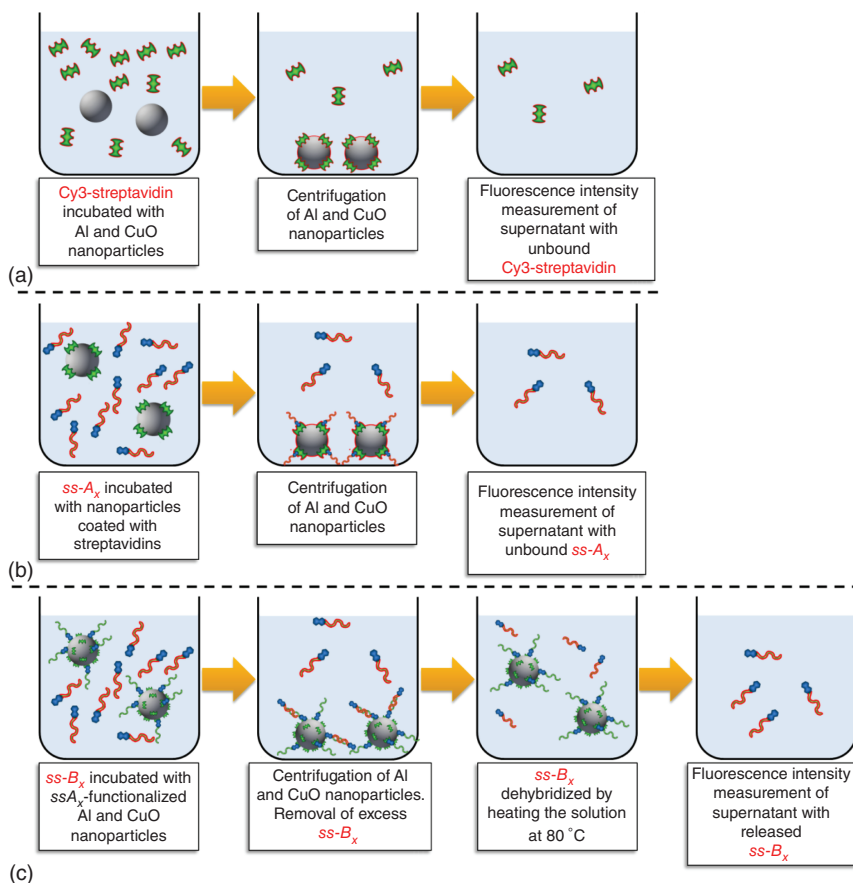 Cy3-streptavidin
incubated with
Al and CuO
nanoparticles
Centrifugation
of Al and CuO
nanoparticles
Fluorescence intensity
measurement of
supernatant with
unbound
Cy3-streptavidin
(a)
ss-Aₓ incubated
with nanoparticles
coated with
streptavidins
Centrifugation
of Al and CuO
nanoparticles
Fluorescence intensity
measurement of
supernatant with
unbound ss-Aₓ
(b)
ss-Bₓ incubated with
ssAₓ-functionalized
Al and CuO
nanoparticles
Centrifugation of Al
and CuO nanoparticles.
Removal of excess
ss-Bₓ
ss-Bₓ
dehybridized by
heating the solution
at 80 °C
Fluorescence intensity
measurement of
supernatant with
released
ss-Bₓ
(c)